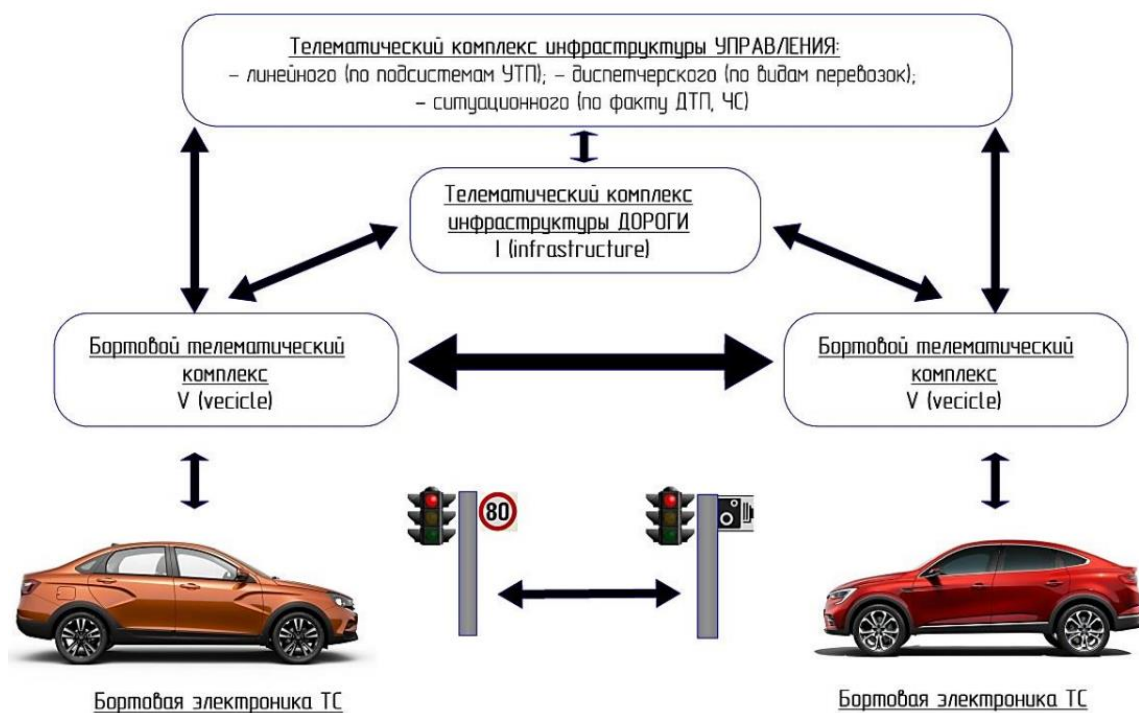 Телематический комплекс инфраструктуры УПРАВЛЕНИЯ:
– линейного (по подсистемам УТП); – диспетчерского (по видам перевозок);
– ситуационного (по факту ДТП, ЧС)
Телематический комплекс
инфраструктуры ДОРОГИ
I (infrastructure)
Бортовой телематический
комплекс
V (vecicle)
Бортовой телематический
комплекс
V (vecicle)
80
Бортовая электроника ТС
Бортовая электроника ТС